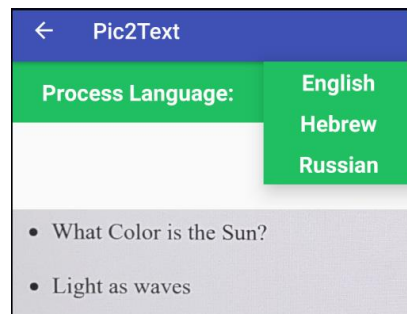 Pic2Text
Process Language:
English
Hebrew
Russian
• What Color is the Sun?
• Light as waves